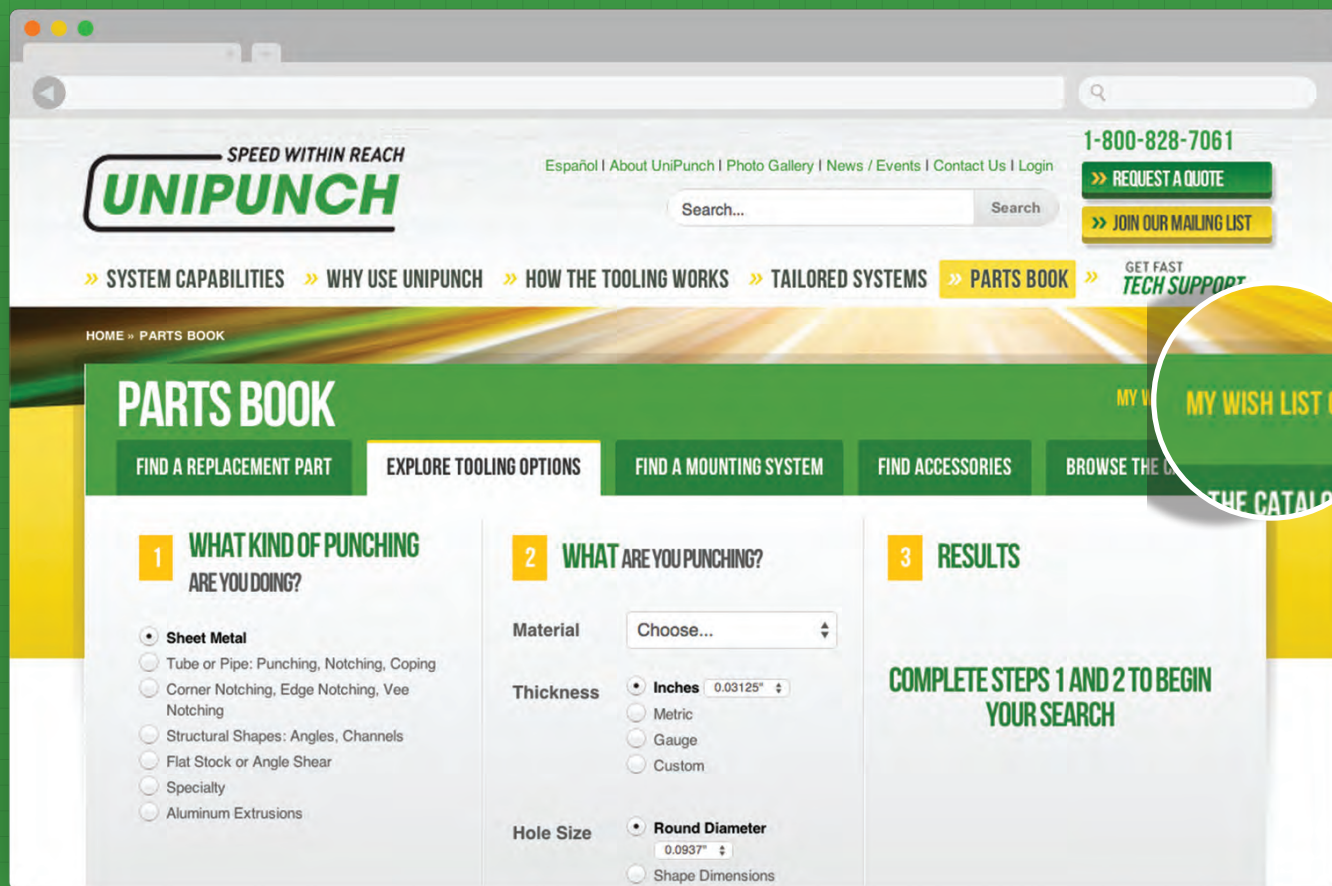 SPEED WITHIN REACH
UNIPUNCH
Español | About UniPunch | Photo Gallery | News / Events | Contact Us | Login
1-800-828-7061
Search...
Search
» REQUEST A QUOTE
» JOIN OUR MAILING LIST
» SYSTEM CAPABILITIES » WHY USE UNIPUNCH » HOW THE TOOLING WORKS » TAILORED SYSTEMS » PARTS BOOK »
GET FAST
TECH SUPPORT
HOME » PARTS BOOK
PARTS BOOK
MY
MY WISH LIST
FIND A REPLACEMENT PART
EXPLORE TOOLING OPTIONS
FIND A MOUNTING SYSTEM
FIND ACCESSORIES
BROWSE THE
THE
1 WHAT KIND OF PUNCHING
ARE YOU DOING?
Sheet Metal
Tube or Pipe: Punching, Notching, Coping
Corner Notching, Edge Notching, Vee
Notching
Structural Shapes: Angles, Channels
Flat Stock or Angle Shear
Specialty
Aluminum Extrusions
2 WHAT ARE YOU PUNCHING?
Material Choose...
Thickness Inches 0.03125"
Metric
Gauge
Custom
Hole Size Round Diameter
0.0937"
Shape Dimensions
3 RESULTS
COMPLETE STEPS 1 AND 2 TO BEGIN
YOUR SEARCH